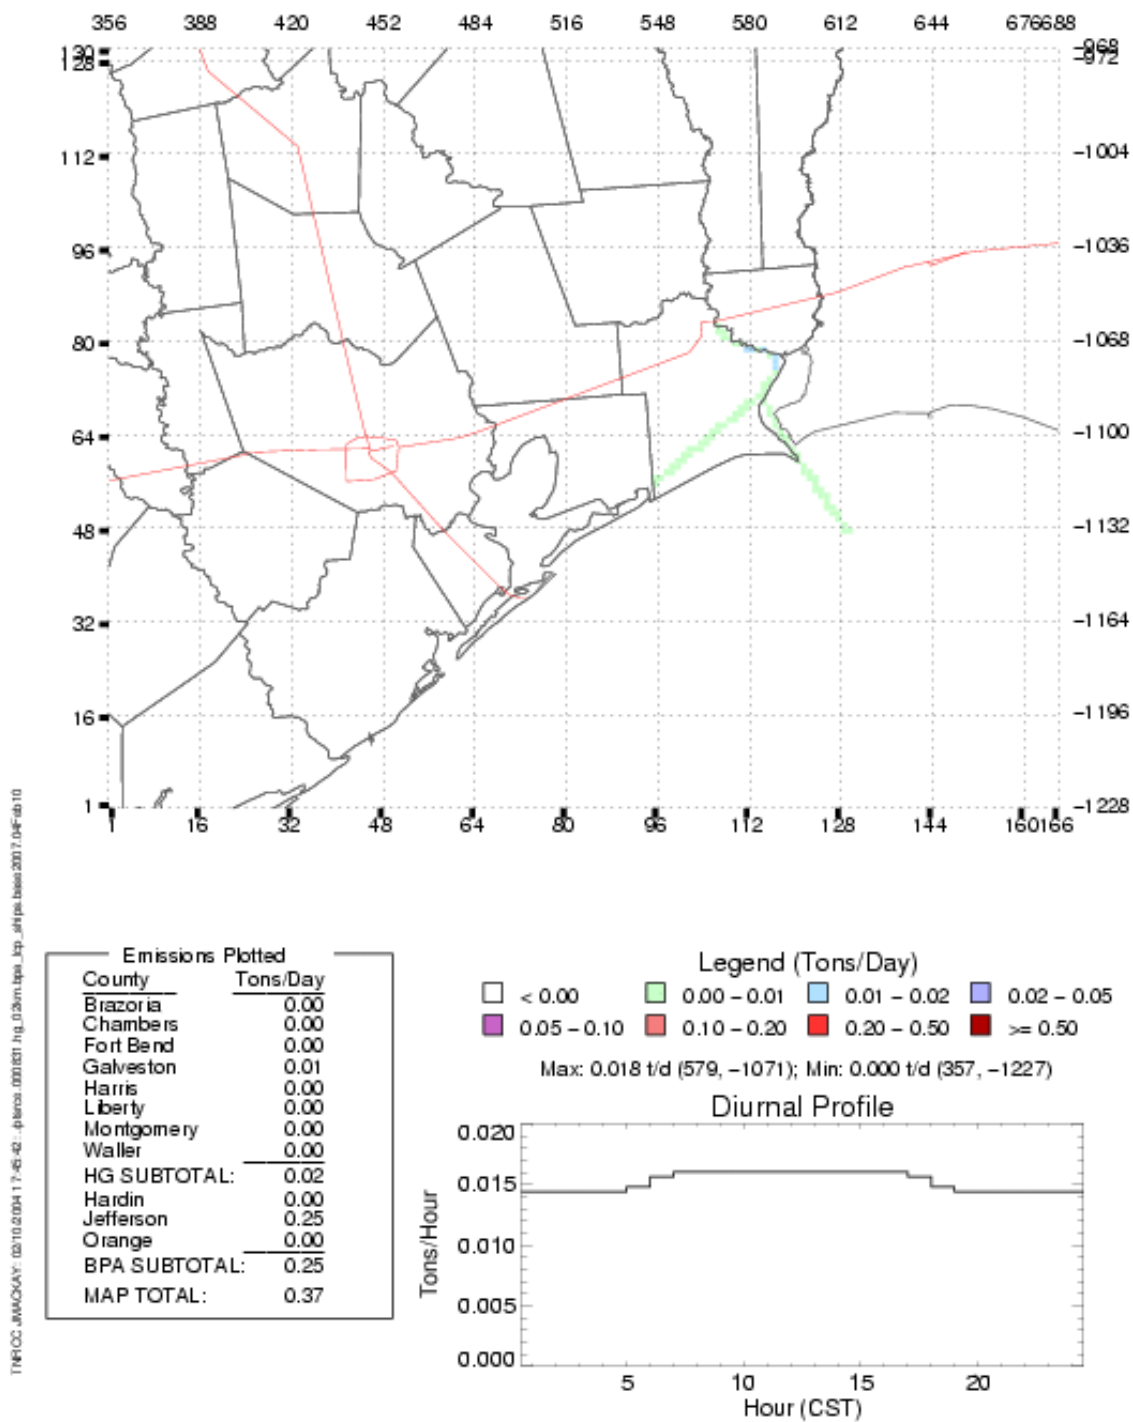 356 388 420 452 484 516 548 580 612 644 676688
130 -968
128 -972
112 -1004
96 -1036
80 -1068
64 -1100
48 -1132
32 -1164
16 -1196
1 -1228
1 16 32 48 64 80 96 112 128 144 160166
Emissions Plotted
County Tons/Day
Brazoria 0.00
Chambers 0.00
Fort Bend 0.00
Galveston 0.01
Harris 0.00
Liberty 0.00
Montgomery 0.00
Waller 0.00
HG SUBTOTAL: 0.02
Hardin 0.00
Jefferson 0.25
Orange 0.00
BPA SUBTOTAL: 0.25
MAP TOTAL: 0.37
Legend (Tons/Day)
< 0.00 0.00 - 0.01 0.01 - 0.02 0.02 - 0.05
0.05 - 0.10 0.10 - 0.20 0.20 - 0.50 >= 0.50
Max: 0.018 t/d (579, -1071); Min: 0.000 t/d (357, -1227)
Diurnal Profile
0.020
0.015
0.010
0.005
0.000
Tons/Hour
5 10 15 20
Hour (CST)
TNRCC JMACKAY: 02/10/2004 17:45:42: